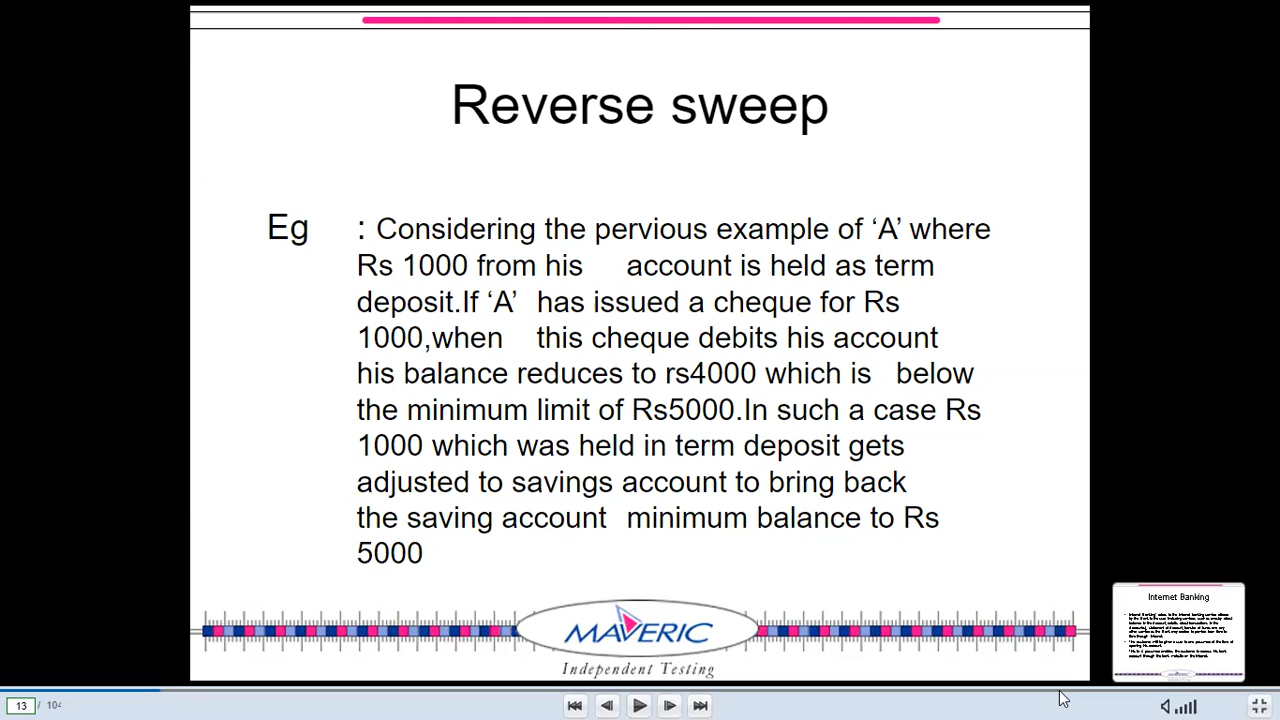 Reverse sweep
Eg : Considering the pervious example of ‘A’ where
Rs 1000 from his account is held as term
deposit.If ‘A’ has issued a cheque for Rs
1000,when this cheque debits his account
his balance reduces to rs4000 which is below
the minimum limit of Rs5000.In such a case Rs
1000 which was held in term deposit gets
adjusted to savings account to bring back
the saving account minimum balance to Rs
5000
MAVERIC
Independent Testing
Internet Banking
13 / 104